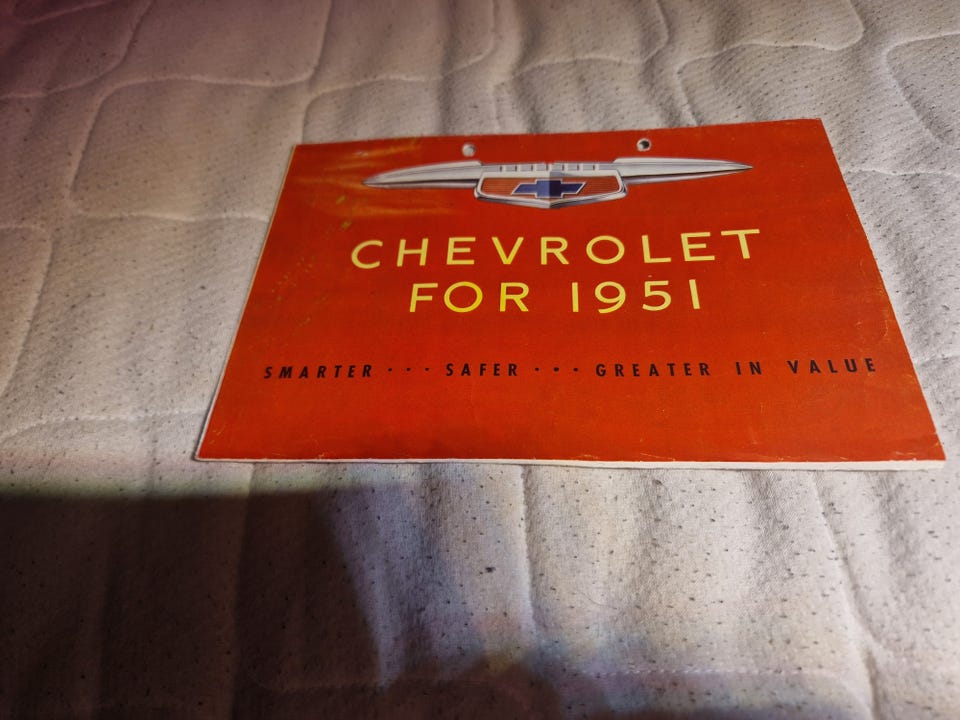 CHEVROLET
FOR 1951
SMARTER · · · SAFER · · · GREATER IN VALUE